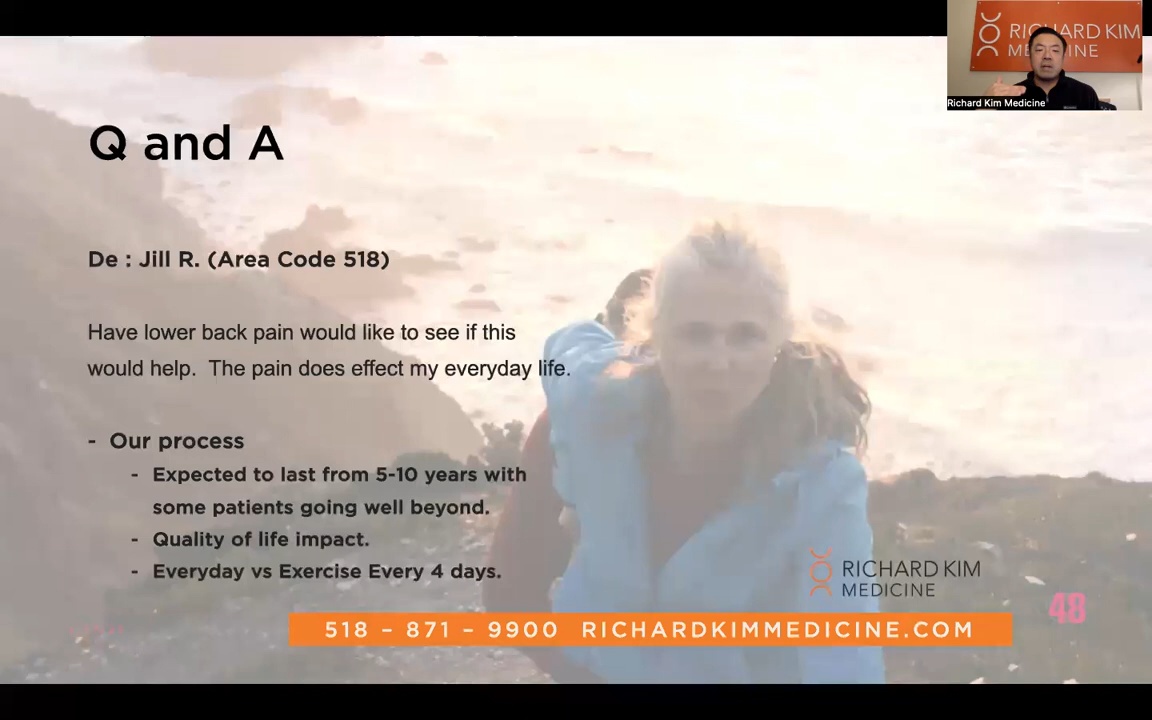 RICHARD KIM
MEDICINE
Richard Kim Medicine
Q and A
De : Jill R. (Area Code 518)
Have lower back pain would like to see if this
would help. The pain does effect my everyday life.
- Our process
- Expected to last from 5-10 years with
some patients going well beyond.
- Quality of life impact.
- Everyday vs Exercise Every 4 days.
RICHARD KIM
MEDICINE
48
518 - 871 - 9900 RICHARDKIMMEDICINE.COM